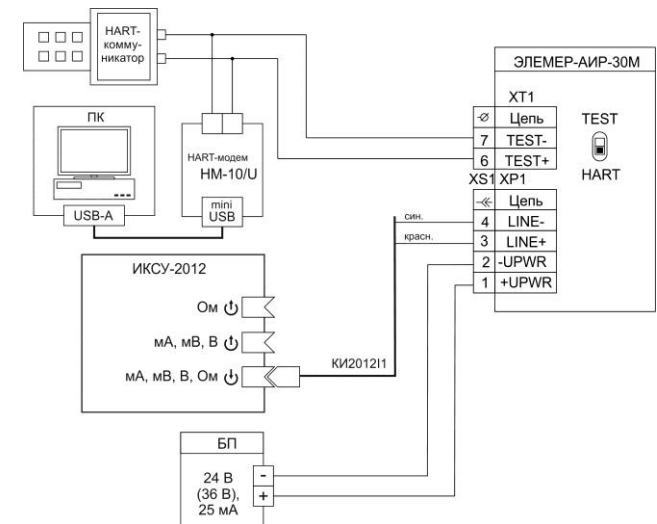 HART-
комму-
никатор
ПК
USB-A
HART-модем
HM-10/U
mini
USB
ЭЛЕМЕР-АИР-30М
XT1
Цепь
7 TEST-
6 TEST+
TEST
HART
XS1 XP1
Цепь
4 LINE-
3 LINE+
2 -UPWR
1 +UPWR
син.
красн.
ИКСУ-2012
Ом
мА, мВ, В
мА, мВ, В, Ом
КИ2012I1
БП
24 В
(36 В),
25 мА
-
+